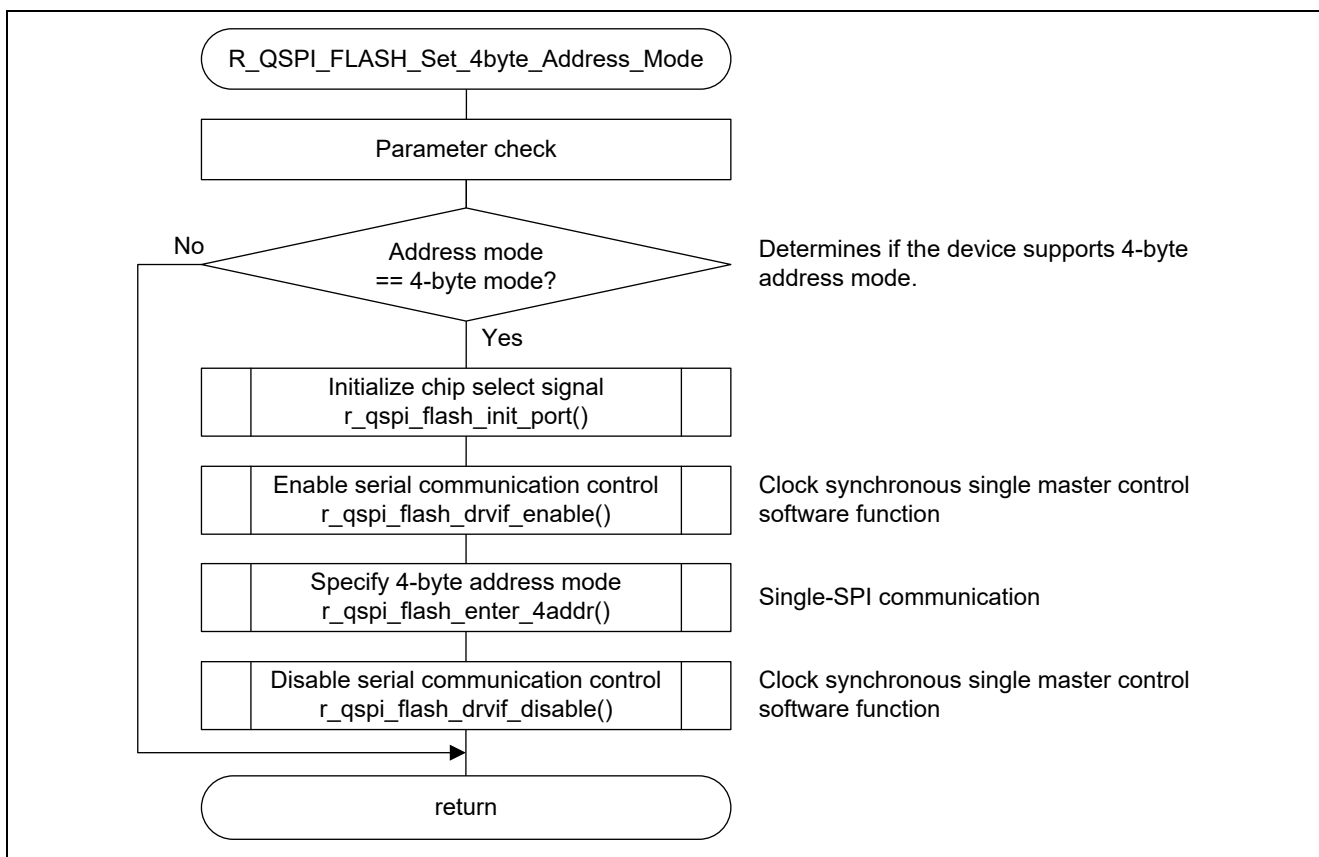 R_QSPI_FLASH_Set_4byte_Address_Mode
Parameter check
No
Address mode
== 4-byte mode?
Determines if the device supports 4-byte
address mode.
Yes
Initialize chip select signal
r_qspi_flash_init_port()
Enable serial communication control
r_qspi_flash_drvif_enable()
Clock synchronous single master control
software function
Specify 4-byte address mode
r_qspi_flash_enter_4addr()
Single-SPI communication
Disable serial communication control
r_qspi_flash_drvif_disable()
Clock synchronous single master control
software function
return